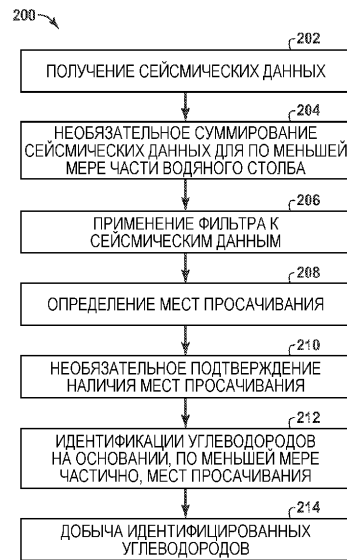 200
202
ПОЛУЧЕНИЕ СЕЙСМИЧЕСКИХ ДАННЫХ
204
НЕОБЯЗАТЕЛЬНОЕ СУММИРОВАНИЕ
СЕЙСМИЧЕСКИХ ДАННЫХ ДЛЯ ПО МЕНЬШЕЙ
МЕРЕ ЧАСТИ ВОДЯНОГО СТОЛБА
206
ПРИМЕНЕНИЕ ФИЛЬТРА К
СЕЙСМИЧЕСКИМ ДАННЫМ
208
ОПРЕДЕЛЕНИЕ МЕСТ ПРОСАЧИВАНИЯ
210
НЕОБЯЗАТЕЛЬНОЕ ПОДТВЕРЖДЕНИЕ
НАЛИЧИЯ МЕСТ ПРОСАЧИВАНИЯ
212
ИДЕНТИФИКАЦИИ УГЛЕВОДОРОДОВ
НА ОСНОВАНИИ, ПО МЕНЬШЕЙ МЕРЕ
ЧАСТИЧНО, МЕСТ ПРОСАЧИВАНИЯ
214
ДОБЫЧА ИДЕНТИФИЦИРОВАННЫХ
УГЛЕВОДОРОДОВ